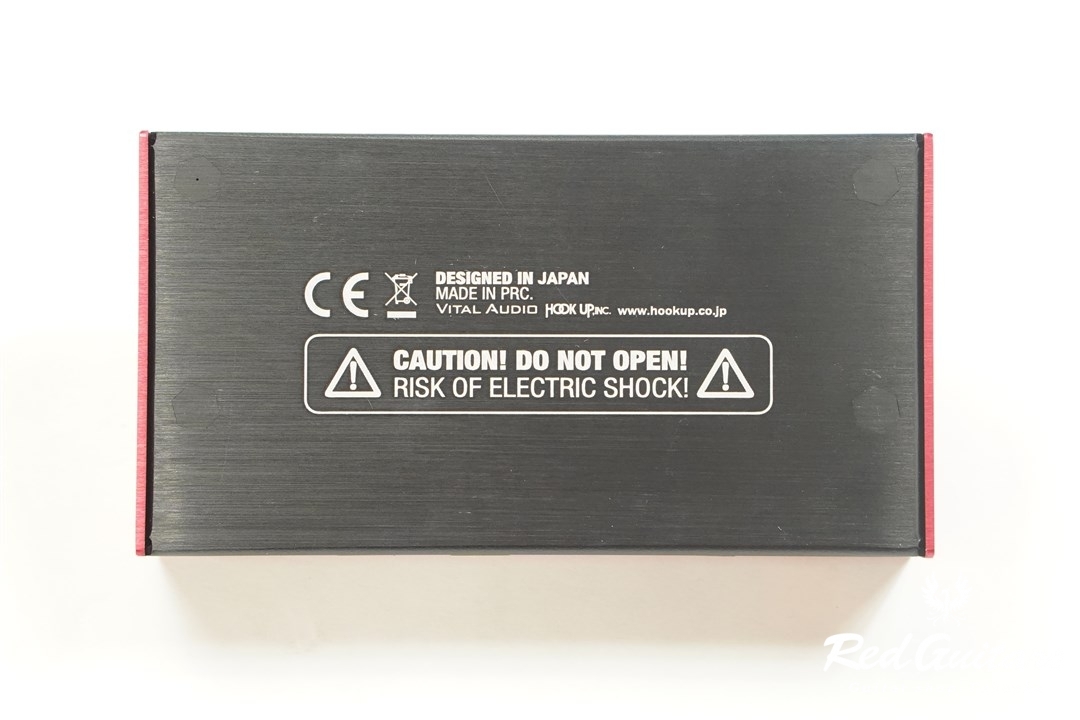 CE DESIGNED IN JAPAN
MADE IN PRC.
VITAL AUDIO HOOK UP,INC. www.hookup.co.jp
CAUTION! DO NOT OPEN!
RISK OF ELECTRIC SHOCK!
Red